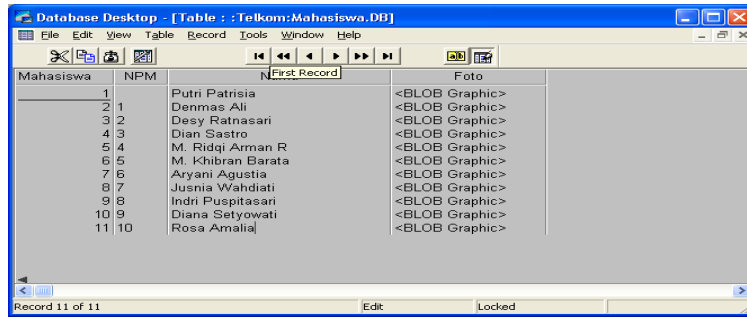 Database Desktop - [Table : :Telkom:Mahasiswa.DB]
File Edit View Table Record Tools Window Help
First Record
Mahasiswa NPM Foto
1 Putri Patrisia <BLOB Graphic>
2 1 Denmas Ali <BLOB Graphic>
3 2 Desy Ratnasari <BLOB Graphic>
4 3 Dian Sastro <BLOB Graphic>
5 4 M. Ridqi Arman R <BLOB Graphic>
6 5 M. Khibran Barata <BLOB Graphic>
7 6 Aryani Agustia <BLOB Graphic>
8 7 Jusnia Wahdiati <BLOB Graphic>
9 8 Indri Puspitasari <BLOB Graphic>
10 9 Diana Setyowati <BLOB Graphic>
11 10 Rosa Amalia <BLOB Graphic>
Record 11 of 11 Edit Locked